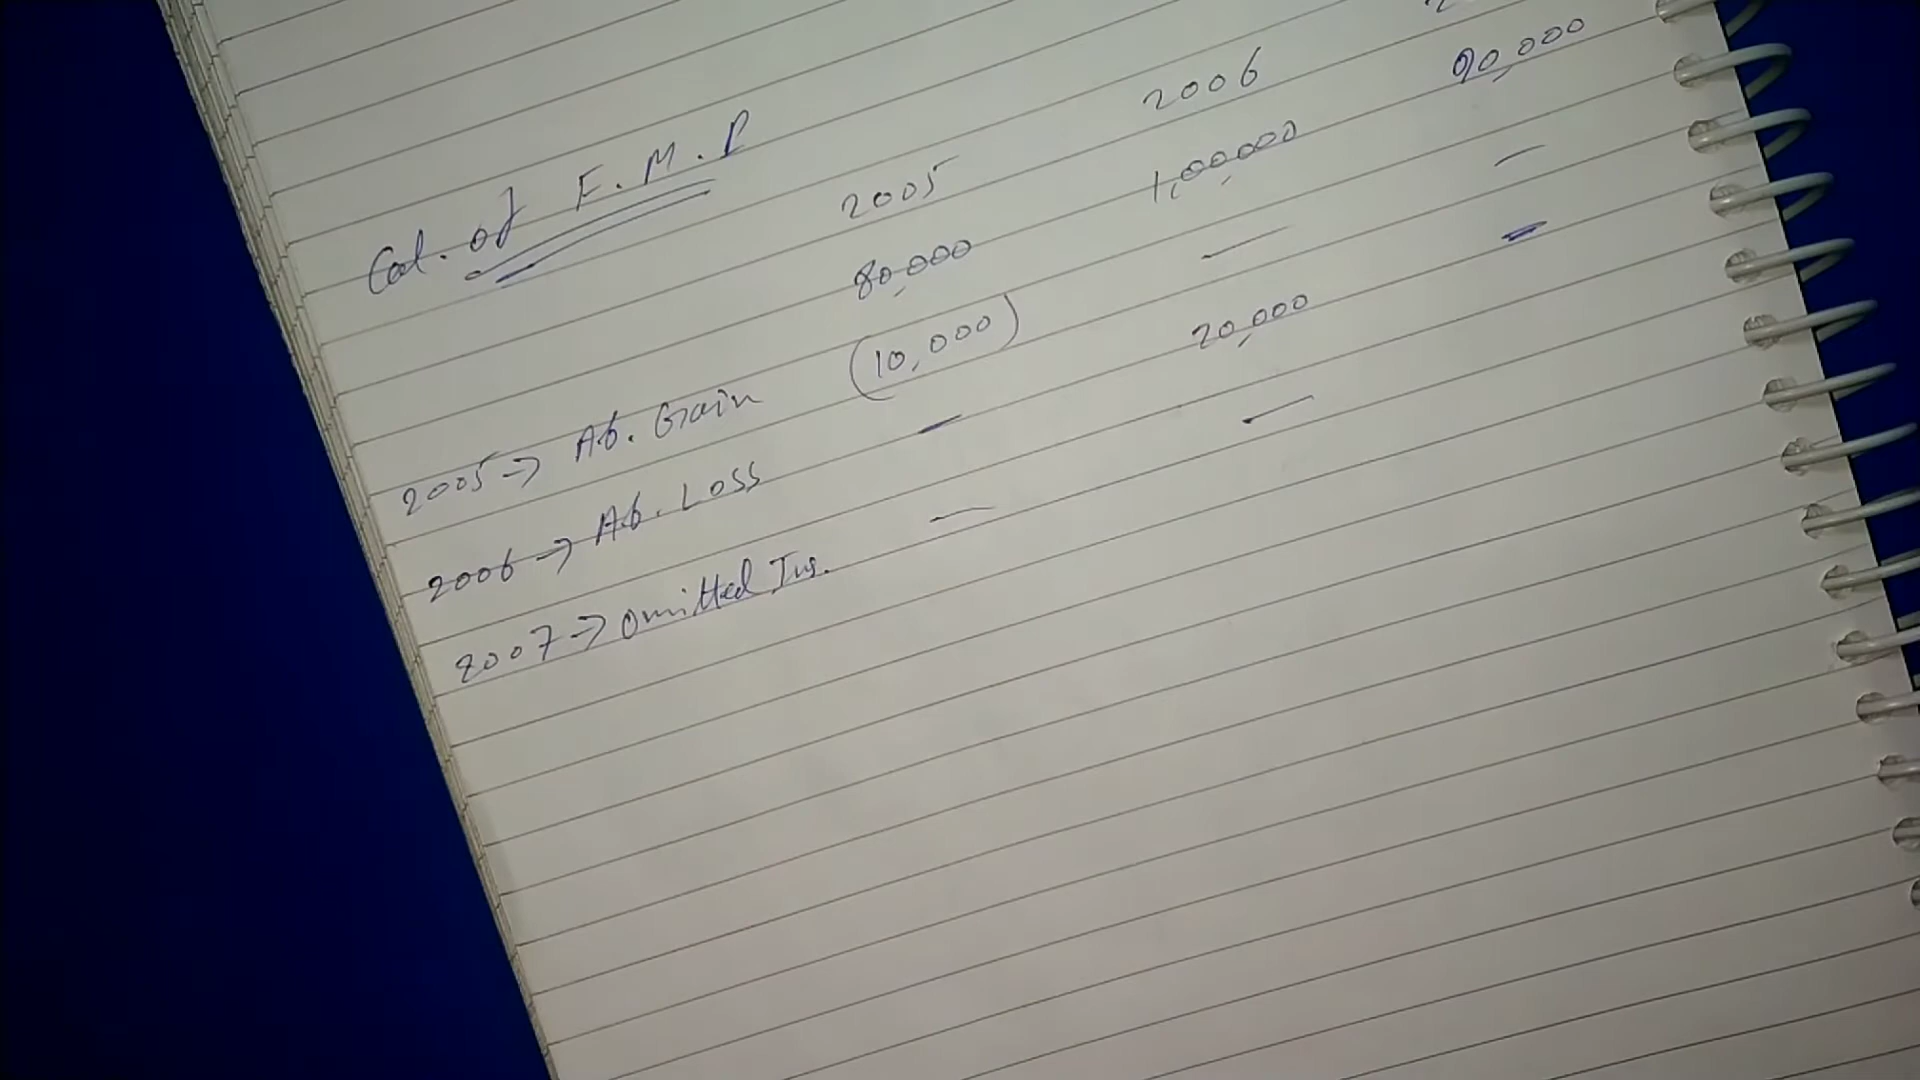 Cal. of F.M.P
2005 2006
80,000 1,00,000 90,000
2005 → Ab. Gain (10,000) — —
2006 → Ab. Loss — 20,000 —
2007 → Omitted Ins. — —